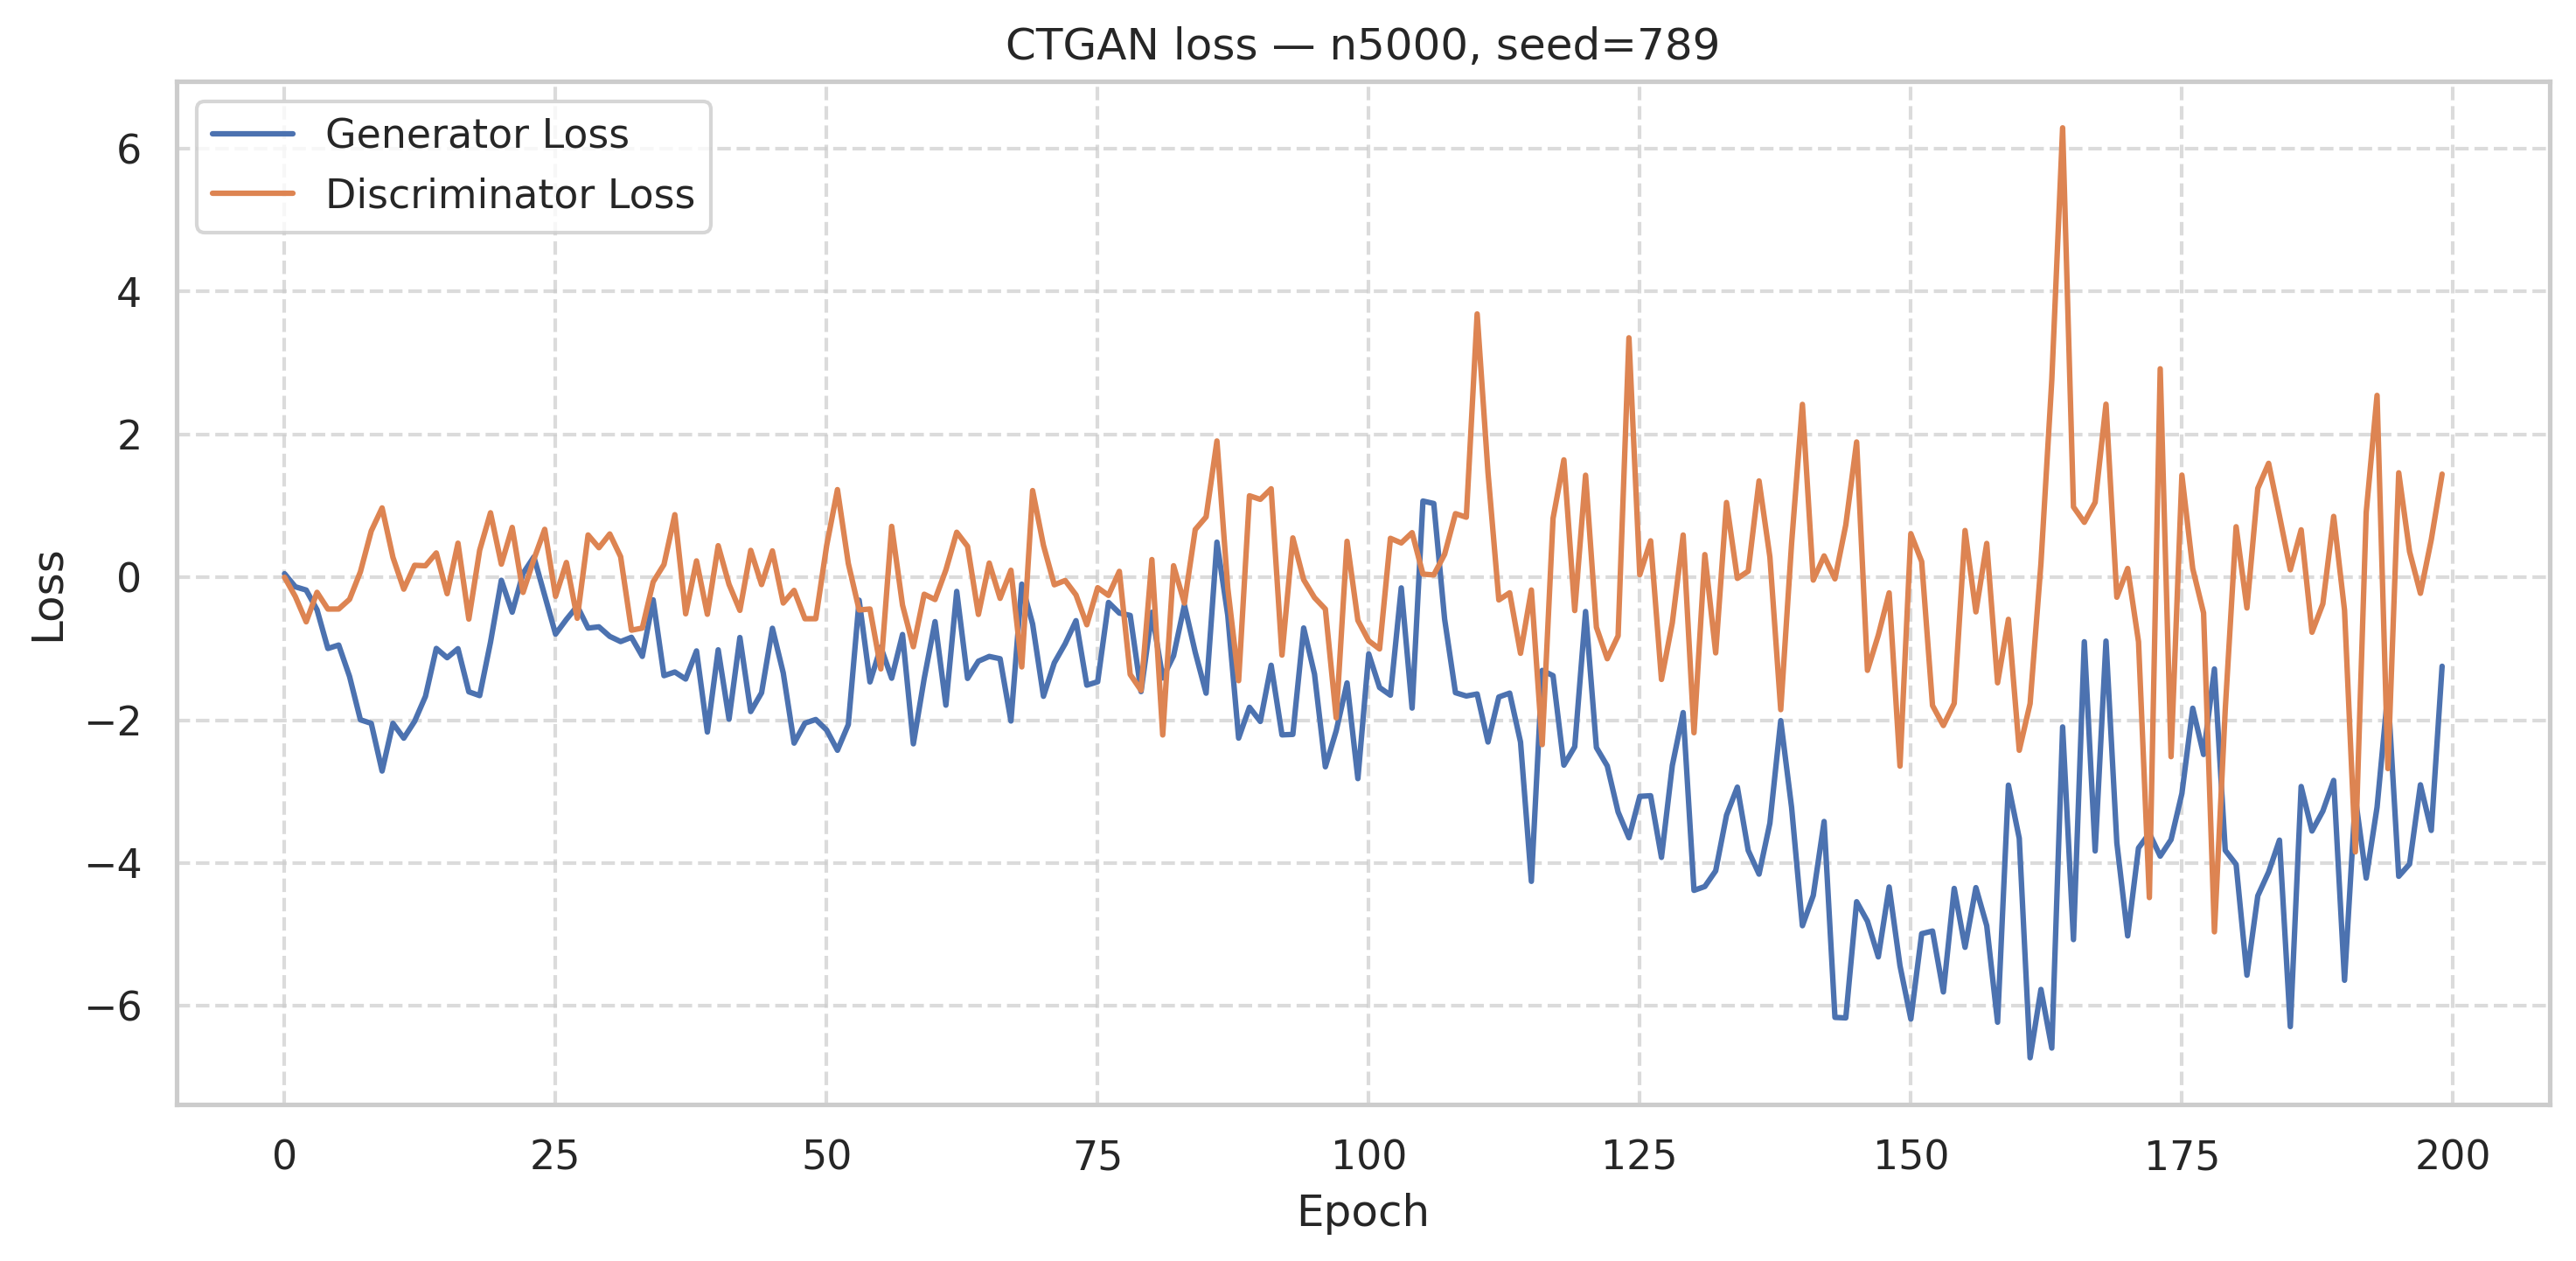 CTGAN loss — n5000, seed=789
Generator Loss
Discriminator Loss
6
4
2
0
−2
−4
−6
Loss
0 25 50 75 100 125 150 175 200
Epoch